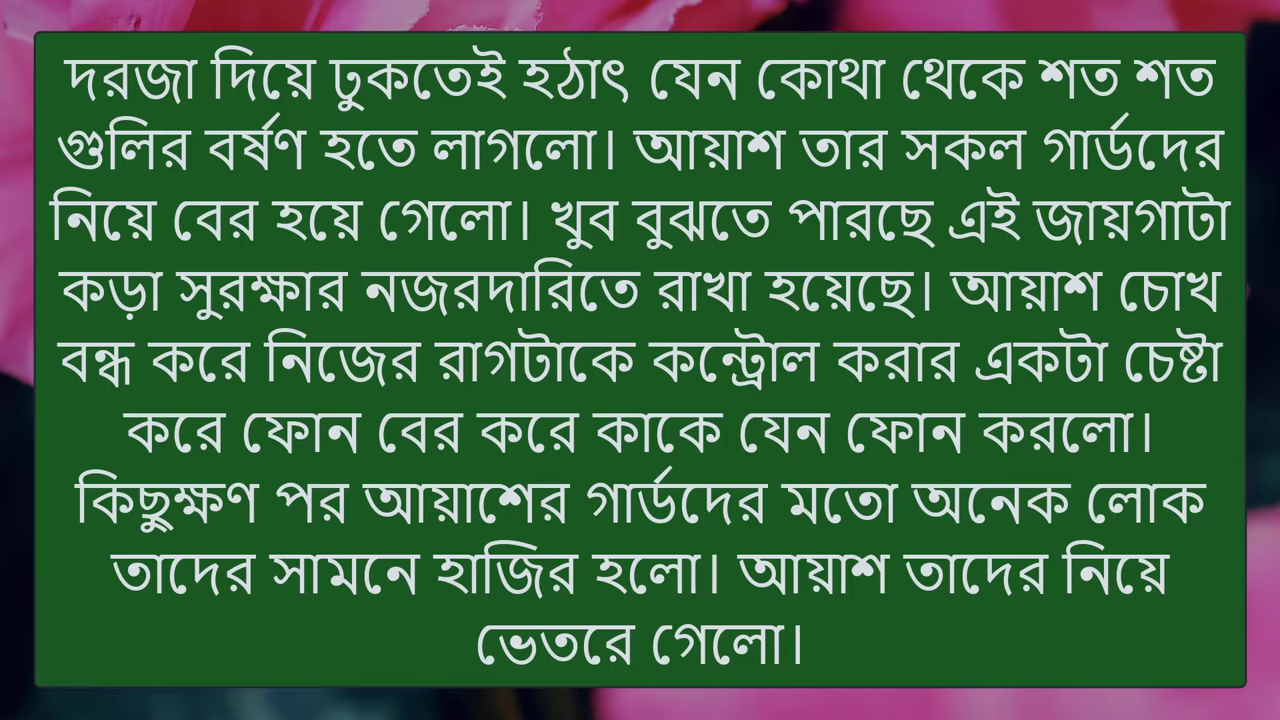 দরজা দিয়ে ঢুকতেই হঠাৎ যেন কোথা থেকে শত শত
গুলির বর্ষণ হতে লাগলো। আয়াশ তার সকল গার্ডদের
নিয়ে বের হয়ে গেলো। খুব বুঝতে পারছে এই জায়গাটা
কড়া সুরক্ষার নজরদারিতে রাখা হয়েছে। আয়াশ চোখ
বন্ধ করে নিজের রাগটাকে কন্ট্রোল করার একটা চেষ্টা
করে ফোন বের করে কাকে যেন ফোন করলো।
কিছুক্ষণ পর আয়াশের গার্ডদের মতো অনেক লোক
তাদের সামনে হাজির হলো। আয়াশ তাদের নিয়ে
ভেতরে গেলো।